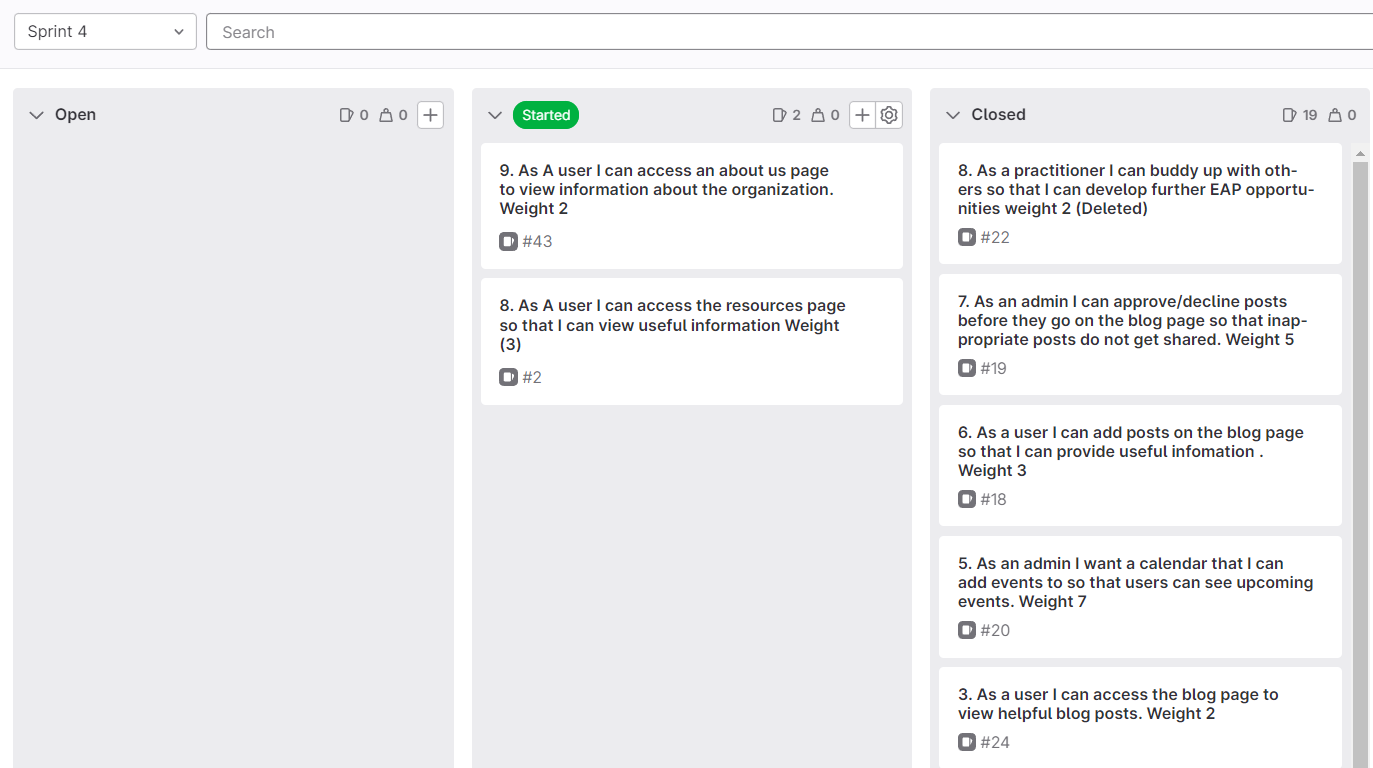 Sprint 4
Search
Open
0 0
Started
2 0
9. As A user I can access an about us page
to view information about the organization.
Weight 2
#43
8. As A user I can access the resources page
so that I can view useful information Weight
(3)
#2
Closed
19 0
8. As a practitioner I can buddy up with oth-
ers so that I can develop further EAP opportu-
nities weight 2 (Deleted)
#22
7. As an admin I can approve/decline posts
before they go on the blog page so that inap-
propriate posts do not get shared. Weight 5
#19
6. As a user I can add posts on the blog page
so that I can provide useful infomation .
Weight 3
#18
5. As an admin I want a calendar that I can
add events to so that users can see upcoming
events. Weight 7
#20
3. As a user I can access the blog page to
view helpful blog posts. Weight 2
#24